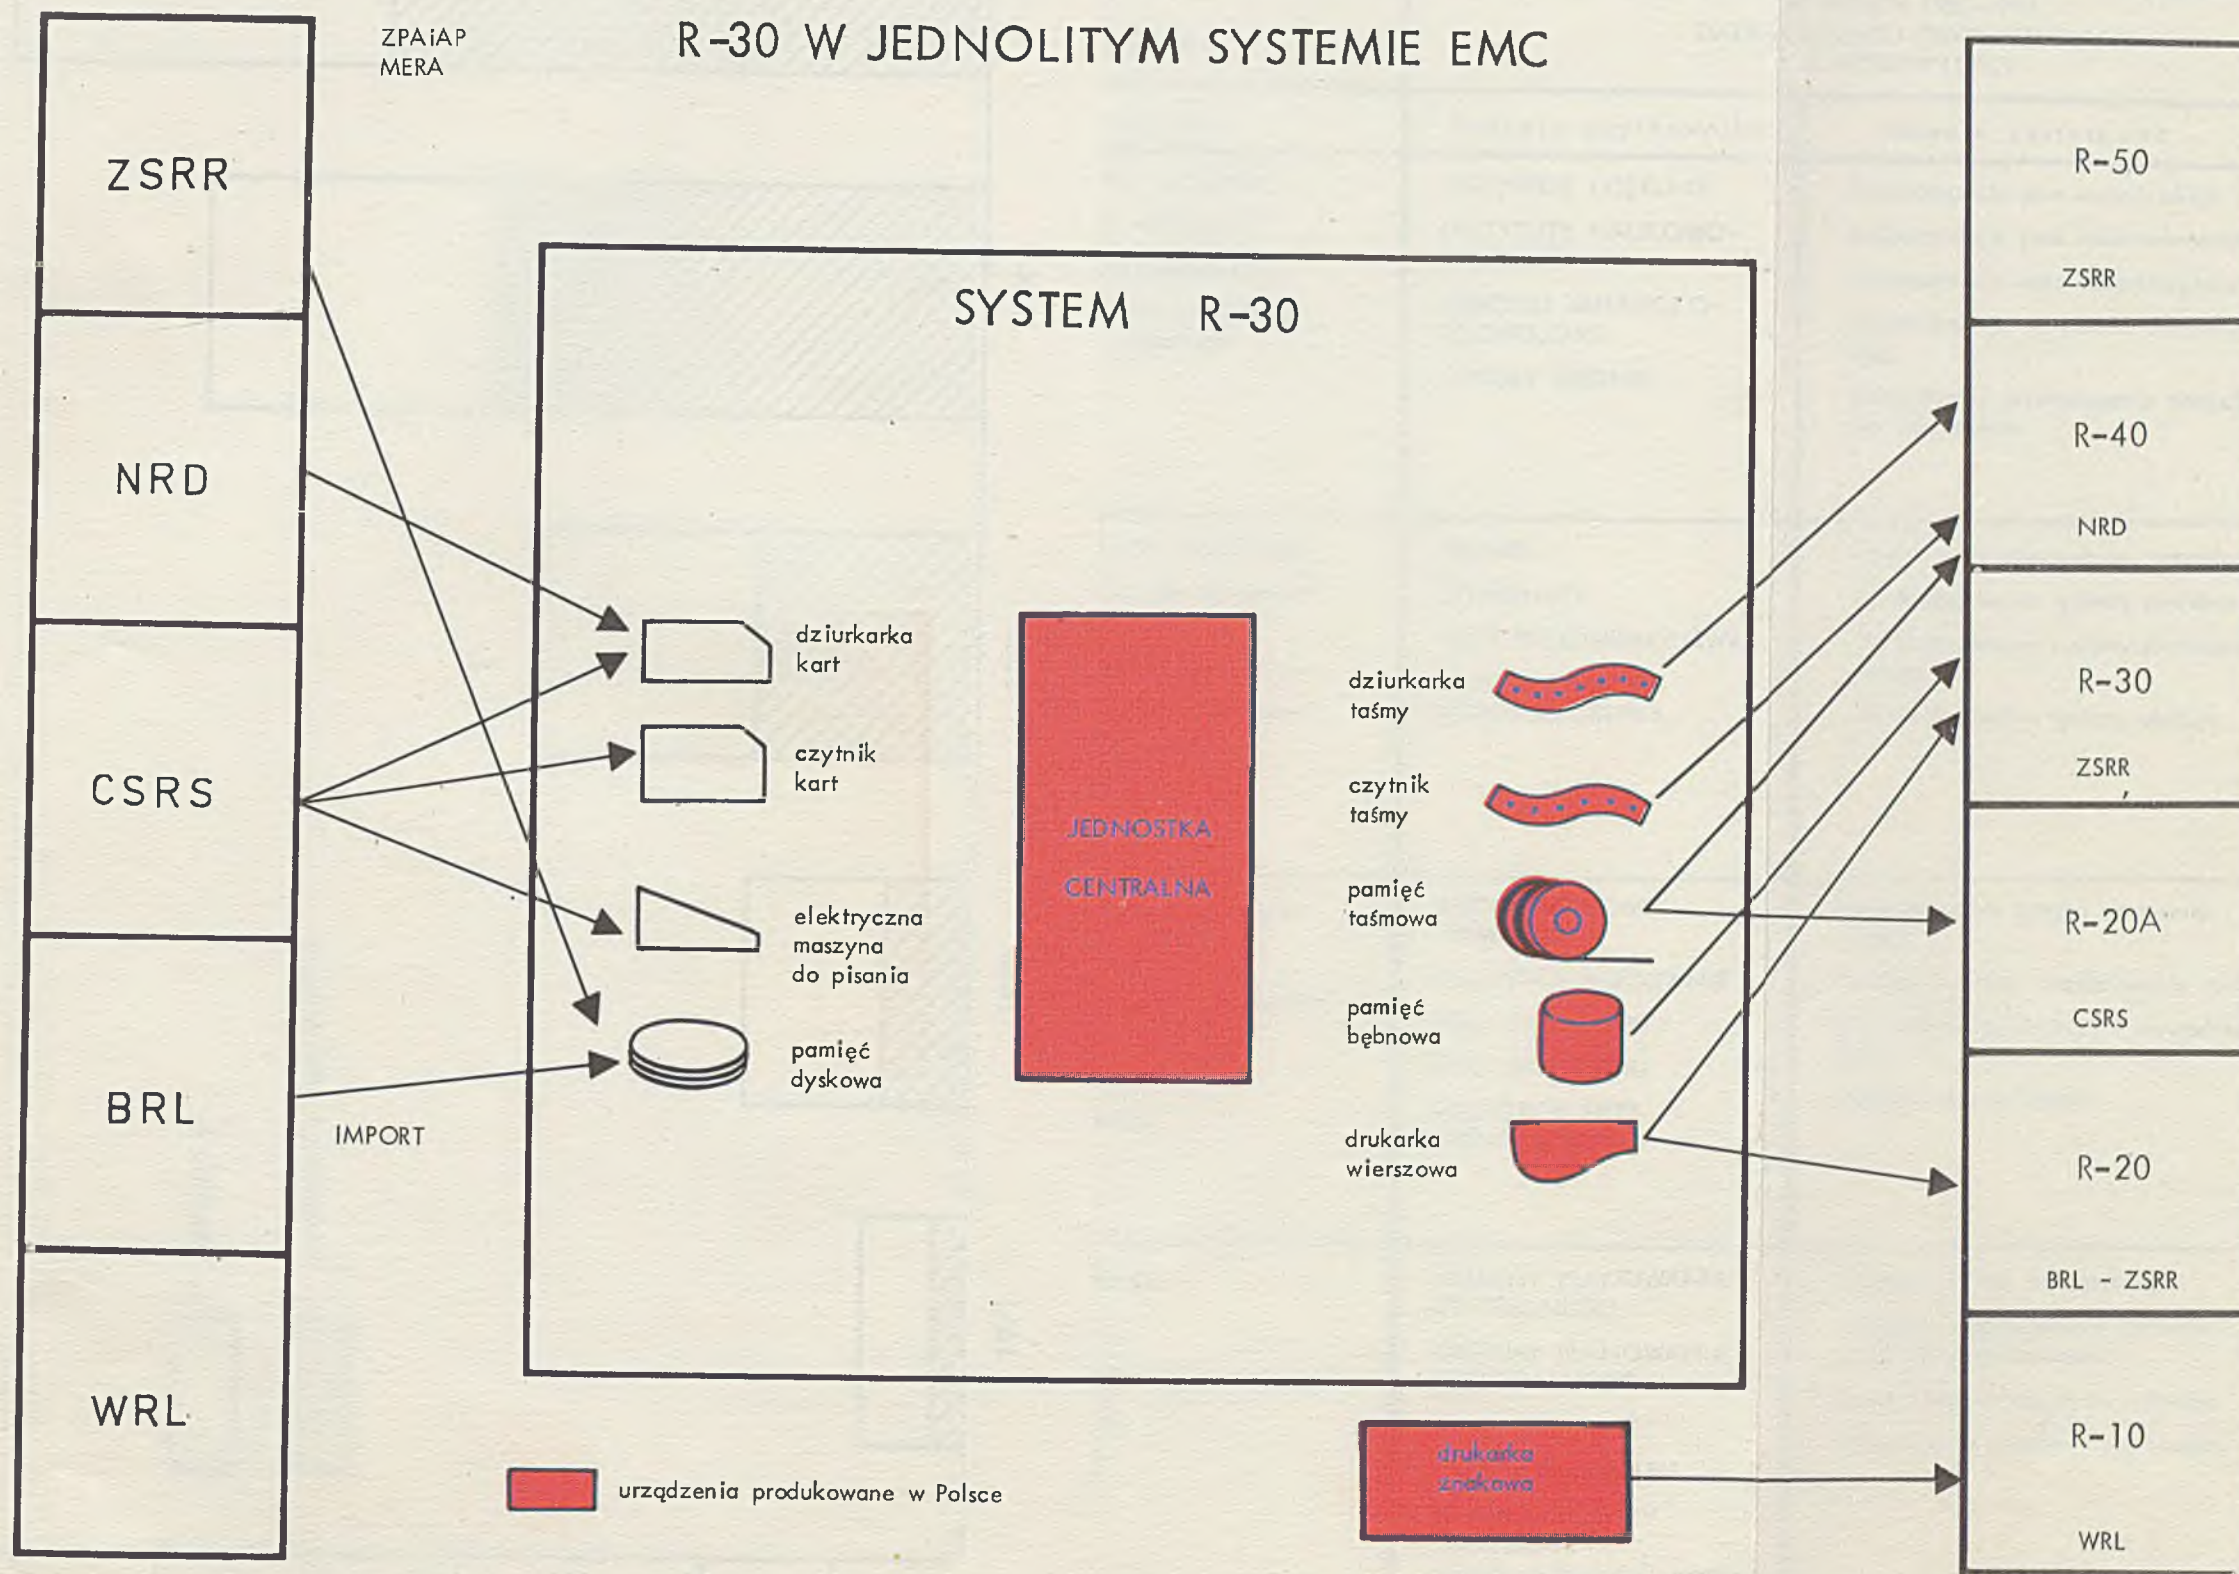 ZPAiAP
MERA
R-30 W JEDNOLITYM SYSTEMIE EMC
ZSRR
NRD
CSRS
BRL
WRL
IMPORT
SYSTEM R-30
dziurkarka
kart
czytnik
kart
elektryczna
maszyna
do pisania
pamięć
dyskowa
JEDNOSTKA
CENTRALNA
dziurkarka
taśmy
czytnik
taśmy
pamięć
taśmowa
pamięć
bębnowa
drukarka
wierszowa
R-50
ZSRR
R-40
NRD
R-30
ZSRR
R-20A
CSRS
R-20
BRL - ZSRR
R-10
WRL
urządzenia produkowane w Polsce
drukarka
znakowa